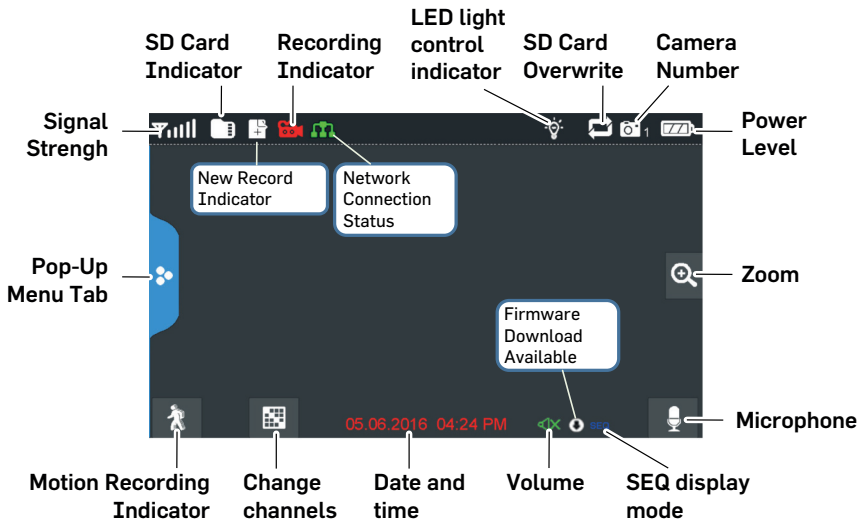 LED light
control
indicator
SD Card
Indicator
Recording
Indicator
SD Card
Overwrite
Camera
Number
Signal
Strengh
1
Power
Level
New Record
Indicator
Network
Connection
Status
Pop-Up
Menu Tab
Zoom
Firmware
Download
Available
05.06.2016 04:24 PM
SEQ
Microphone
Motion Recording
Indicator
Change
channels
Date and
time
Volume
SEQ display
mode